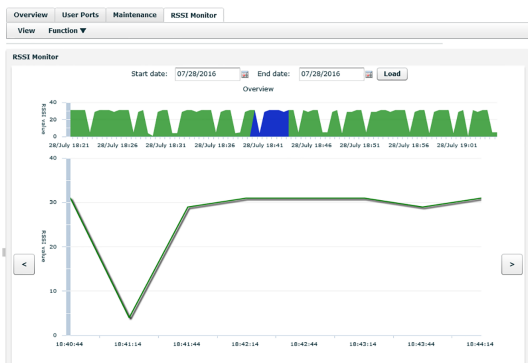 Overview User Ports Maintenance RSSI Monitor
View Function ▼
RSSI Monitor
Start date: 07/28/2016 End date: 07/28/2016 Load
Overview
RSSI value
40
20
0
28/July 18:21 28/July 18:26 28/July 18:31 28/July 18:36 28/July 18:41 28/July 18:46 28/July 18:51 28/July 18:56 28/July 19:01
RSSI value
40
30
20
10
0
< >
18:40:44 18:41:14 18:41:44 18:42:14 18:42:44 18:43:14 18:43:44 18:44:14